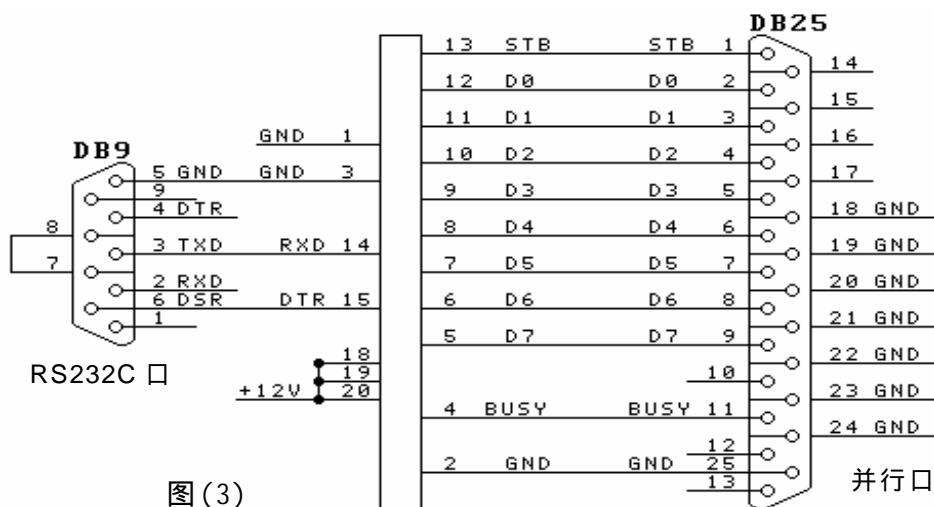 DB25
13 STB STB 1
14
12 D0 D0 2
15
11 D1 D1 3
GND 1
16
DB9
10 D2 D2 4
5 GND GND 3
17
9
9 D3 D3 5
4 DTR
18 GND
8
8 D4 D4 6
3 TXD RXD 14
19 GND
7
7 D5 D5 7
2 RXD
20 GND
6 DSR DTR 15
6 D6 D6 8
1
21 GND
5 D7 D7 9
18
22 GND
RS232C 口
19
10
+12V 20
23 GND
4 BUSY BUSY 11
24 GND
12
2 GND GND 25
13
并行口
图(3)